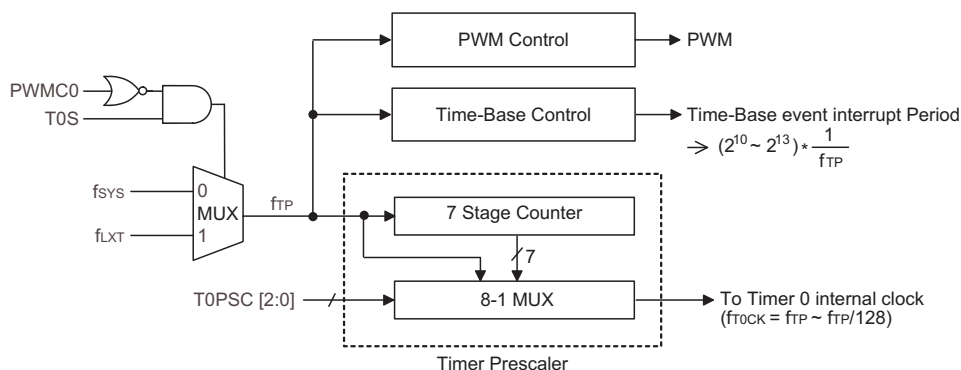 PWM Control
PWM
PWMC0
T0S
Time-Base Control
Time-Base event interrupt Period
→ (2¹⁰ ~ 2¹³) * 1/fTP
fSYS
0
MUX
fLXT
1
fTP
7 Stage Counter
7
T0PSC [2:0]
8-1 MUX
To Timer 0 internal clock
(fT0CK = fTP ~ fTP/128)
Timer Prescaler